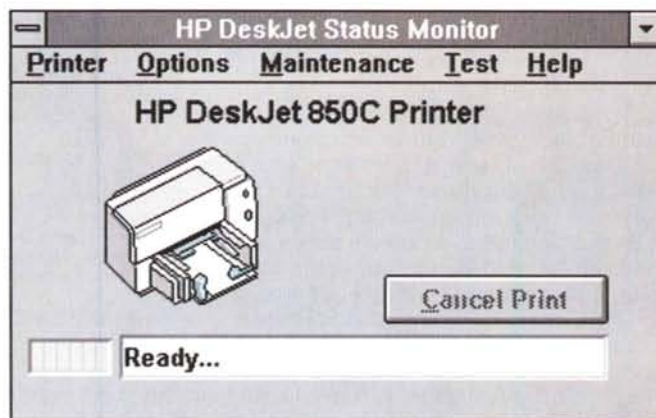 HP DeskJet Status Monitor
Printer Options Maintenance Test Help
HP DeskJet 850C Printer
Cancel Print
Ready...